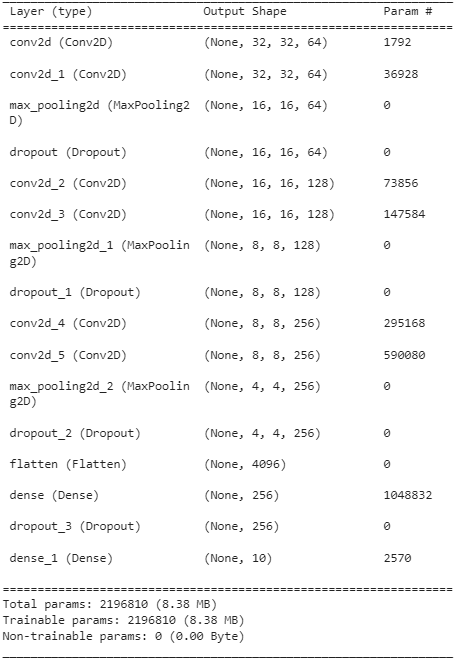 Layer (type) Output Shape Param #
conv2d (Conv2D) (None, 32, 32, 64) 1792
conv2d_1 (Conv2D) (None, 32, 32, 64) 36928
max_pooling2d (MaxPooling2 (None, 16, 16, 64) 0
D)
dropout (Dropout) (None, 16, 16, 64) 0
conv2d_2 (Conv2D) (None, 16, 16, 128) 73856
conv2d_3 (Conv2D) (None, 16, 16, 128) 147584
max_pooling2d_1 (MaxPoolin (None, 8, 8, 128) 0
g2D)
dropout_1 (Dropout) (None, 8, 8, 128) 0
conv2d_4 (Conv2D) (None, 8, 8, 256) 295168
conv2d_5 (Conv2D) (None, 8, 8, 256) 590080
max_pooling2d_2 (MaxPoolin (None, 4, 4, 256) 0
g2D)
dropout_2 (Dropout) (None, 4, 4, 256) 0
flatten (Flatten) (None, 4096) 0
dense (Dense) (None, 256) 1048832
dropout_3 (Dropout) (None, 256) 0
dense_1 (Dense) (None, 10) 2570
Total params: 2196810 (8.38 MB)
Trainable params: 2196810 (8.38 MB)
Non-trainable params: 0 (0.00 Byte)